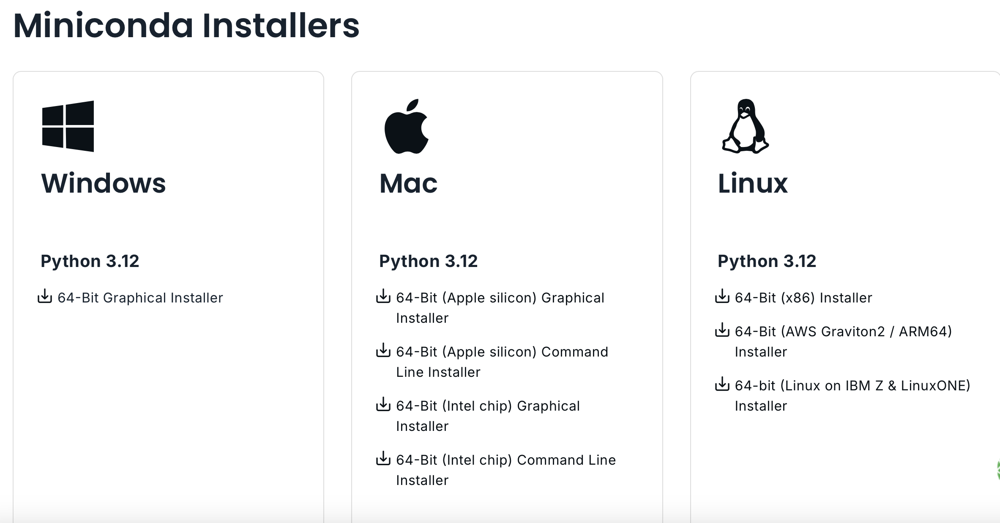 Miniconda Installers
Windows
Python 3.12
64-Bit Graphical Installer
Mac
Python 3.12
64-Bit (Apple silicon) Graphical
Installer
64-Bit (Apple silicon) Command
Line Installer
64-Bit (Intel chip) Graphical
Installer
64-Bit (Intel chip) Command Line
Installer
Linux
Python 3.12
64-Bit (x86) Installer
64-Bit (AWS Graviton2 / ARM64)
Installer
64-bit (Linux on IBM Z & LinuxONE)
Installer